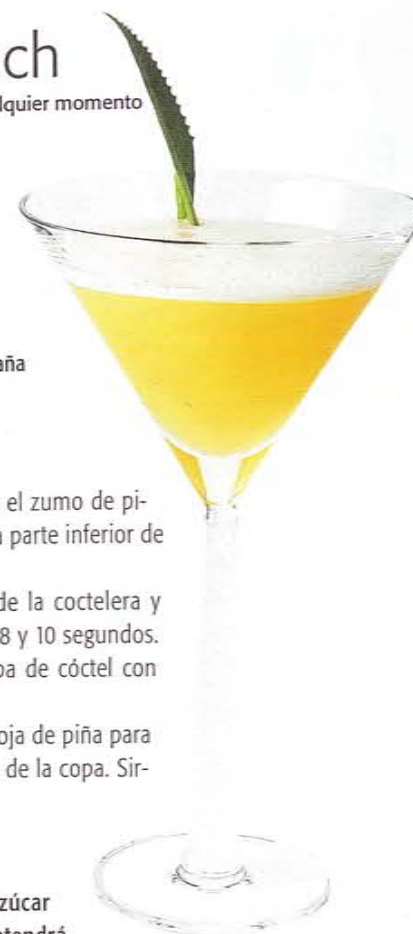 ch
lquier momento
aña
el zumo de pi-
a parte inferior de
de la coctelera y
8 y 10 segundos.
pa de cóctel con
oja de piña para
de la copa. Sir-
zúcar
ntendrá